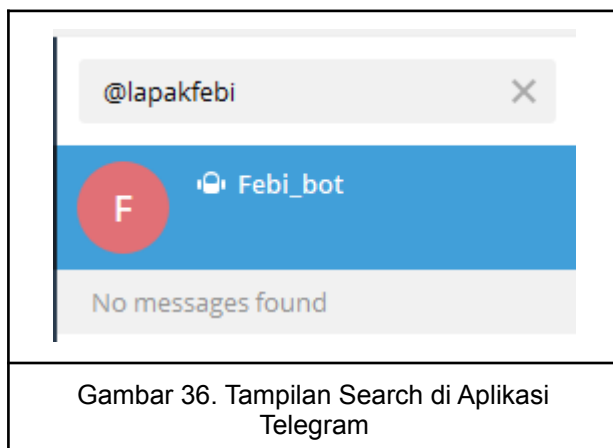 @lapakfebi
F
Febi_bot
No messages found
Gambar 36. Tampilan Search di Aplikasi
Telegram